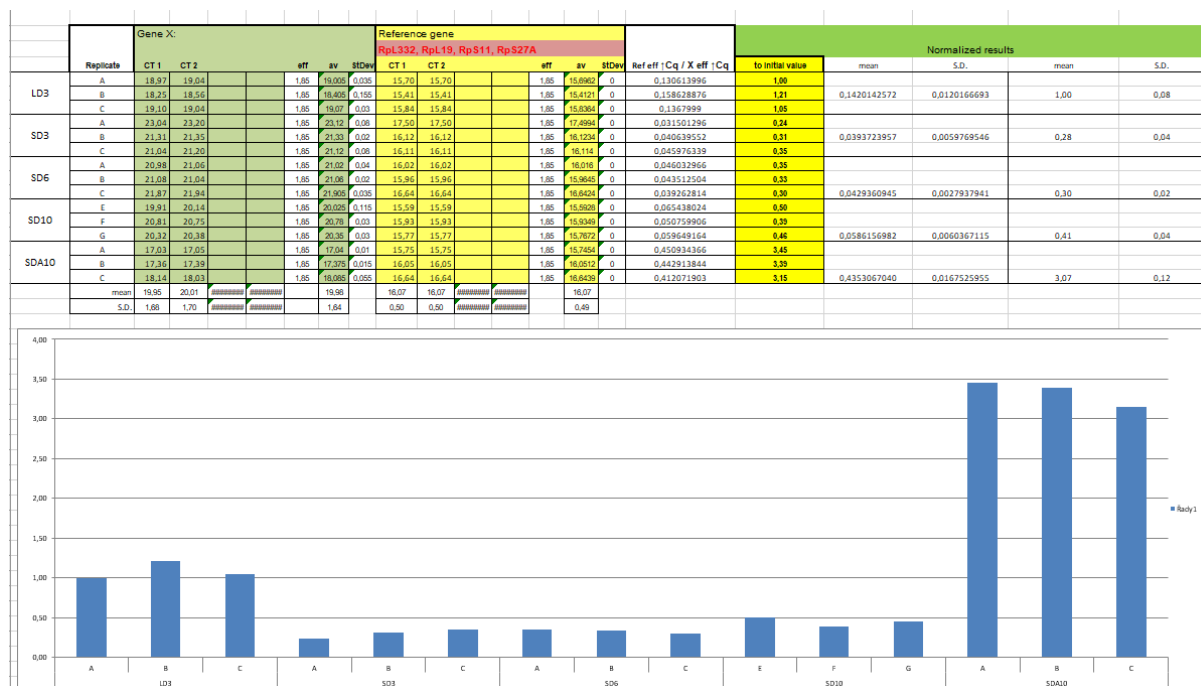 Gene X: Reference gene
RpL332, RpL19, RpS11, RpS27A Normalized results
Replicate CT 1 CT 2 eff av StDev CT 1 CT 2 eff av StDev Ref eff ↑Cq / X eff ↑Cq to initial value mean S.D. mean S.D.
LD3
A 18,97 19,04 1,85 19,005 0,035 15,70 15,70 1,85 15,6982 0 0,130613996 1,00
B 18,25 18,56 1,85 18,405 0,155 15,41 15,41 1,85 15,4121 0 0,158628876 1,21 0,1420142572 0,0120166693 1,00 0,08
C 19,10 19,04 1,85 19,07 0,03 15,84 15,84 1,85 15,8364 0 0,1367999 1,05
SD3
A 23,04 23,20 1,85 23,12 0,08 17,50 17,50 1,85 17,4994 0 0,031501296 0,24
B 21,31 21,35 1,85 21,33 0,02 16,12 16,12 1,85 16,1234 0 0,040639552 0,31 0,0393723957 0,0059769546 0,28 0,04
C 21,04 21,20 1,85 21,12 0,08 16,11 16,11 1,85 16,114 0 0,045976339 0,35
SD6
A 20,98 21,06 1,85 21,02 0,04 16,02 16,02 1,85 16,016 0 0,046032966 0,35
B 21,08 21,04 1,85 21,06 0,02 15,96 15,96 1,85 15,9645 0 0,043512504 0,33
C 21,87 21,94 1,85 21,905 0,035 16,64 16,64 1,85 16,6424 0 0,039262814 0,30 0,0429360945 0,0027937941 0,30 0,02
SD10
E 19,91 20,14 1,85 20,025 0,115 15,59 15,59 1,85 15,5928 0 0,065438024 0,50
F 20,81 20,75 1,85 20,78 0,03 15,93 15,93 1,85 15,9349 0 0,050759906 0,39
G 20,32 20,38 1,85 20,35 0,03 15,77 15,77 1,85 15,7672 0 0,059649164 0,46 0,0586156982 0,0060367115 0,41 0,04
SDA10
A 17,03 17,05 1,85 17,04 0,01 15,75 15,75 1,85 15,7454 0 0,450934366 3,45
B 17,36 17,39 1,85 17,375 0,015 16,05 16,05 1,85 16,0512 0 0,442913844 3,39
C 18,14 18,03 1,85 18,085 0,055 16,64 16,64 1,85 16,6439 0 0,412071903 3,15 0,4353067040 0,0167525955 3,07 0,12
mean 19,95 20,01 ######## ######## 19,98 16,07 16,07 ######## ######## 16,07
S.D. 1,68 1,70 ######## ######## 1,64 0,50 0,50 ######## ######## 0,49
4,00
3,50
3,00
2,50
2,00
1,50
1,00
0,50
0,00
Řady1
A B C A B C A B C E F G A B C
LD3 SD3 SD6 SD10 SDA10